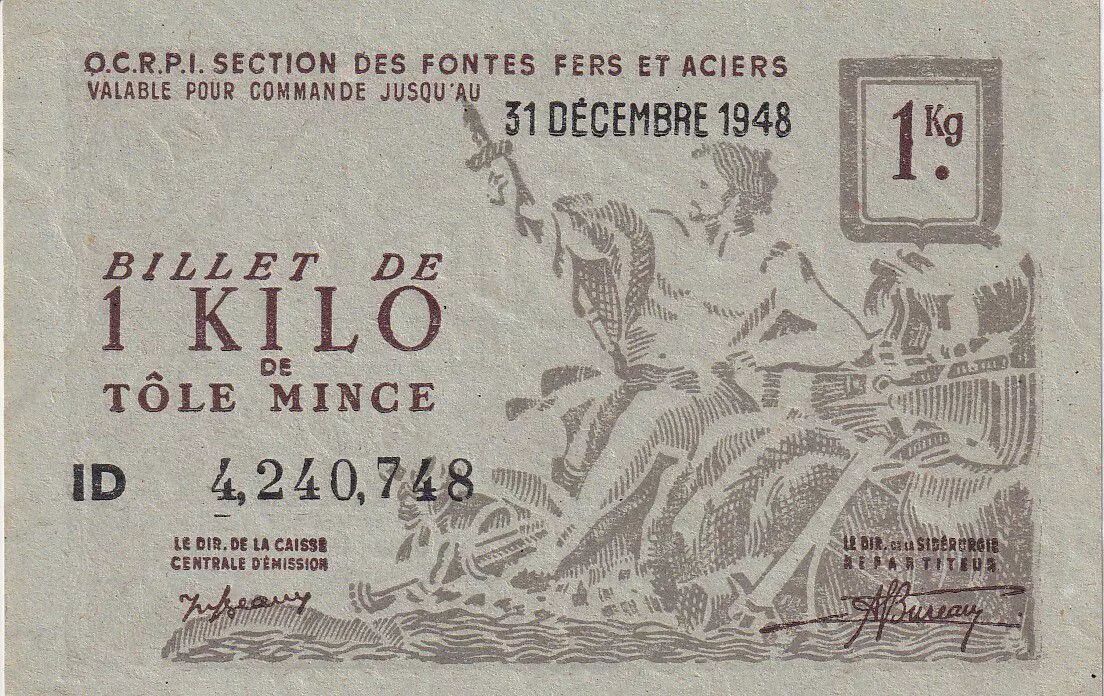 O.C.R.P.I. SECTION DES FONTES FERS ET ACIERS
VALABLE POUR COMMANDE JUSQU'AU
31 DÉCEMBRE 1948
1 Kg.
BILLET DE
1 KILO
DE
TÔLE MINCE
ID 4,240,748
LE DIR. DE LA CAISSE
CENTRALE D'ÉMISSION
LE DIR. DE LA SIDÉRURGIE
RÉPARTITEUR